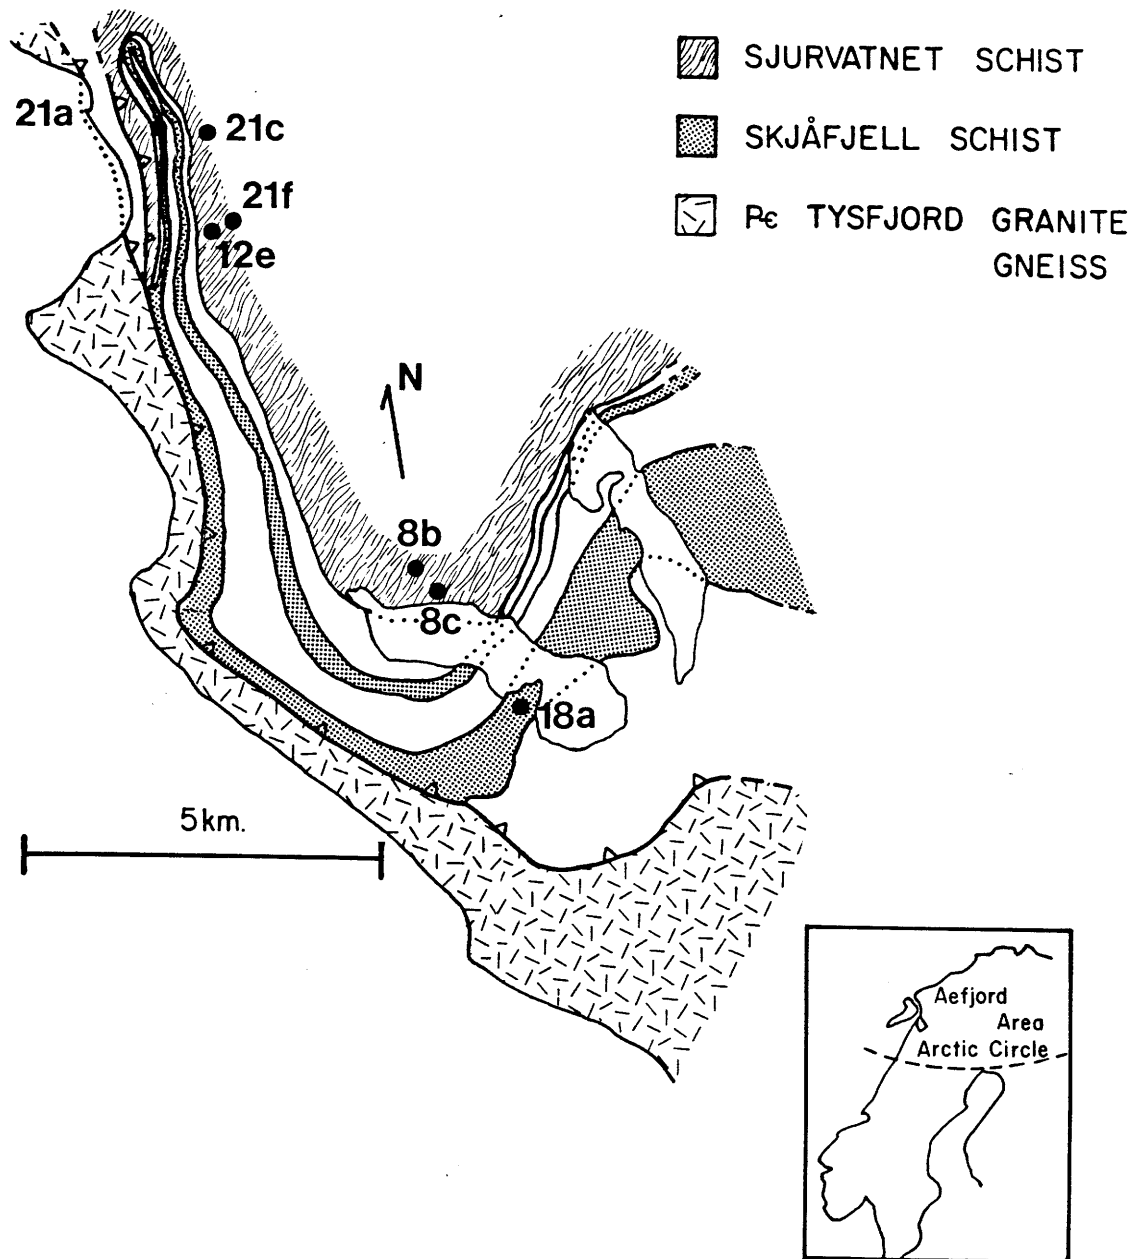 SJURVATNET SCHIST
SKJÅFJELL SCHIST
P-Є TYSFJORD GRANITE
GNEISS
21a
21c
21f
12e
N
8b
8c
18a
5km.
Aefjord
Area
Arctic Circle